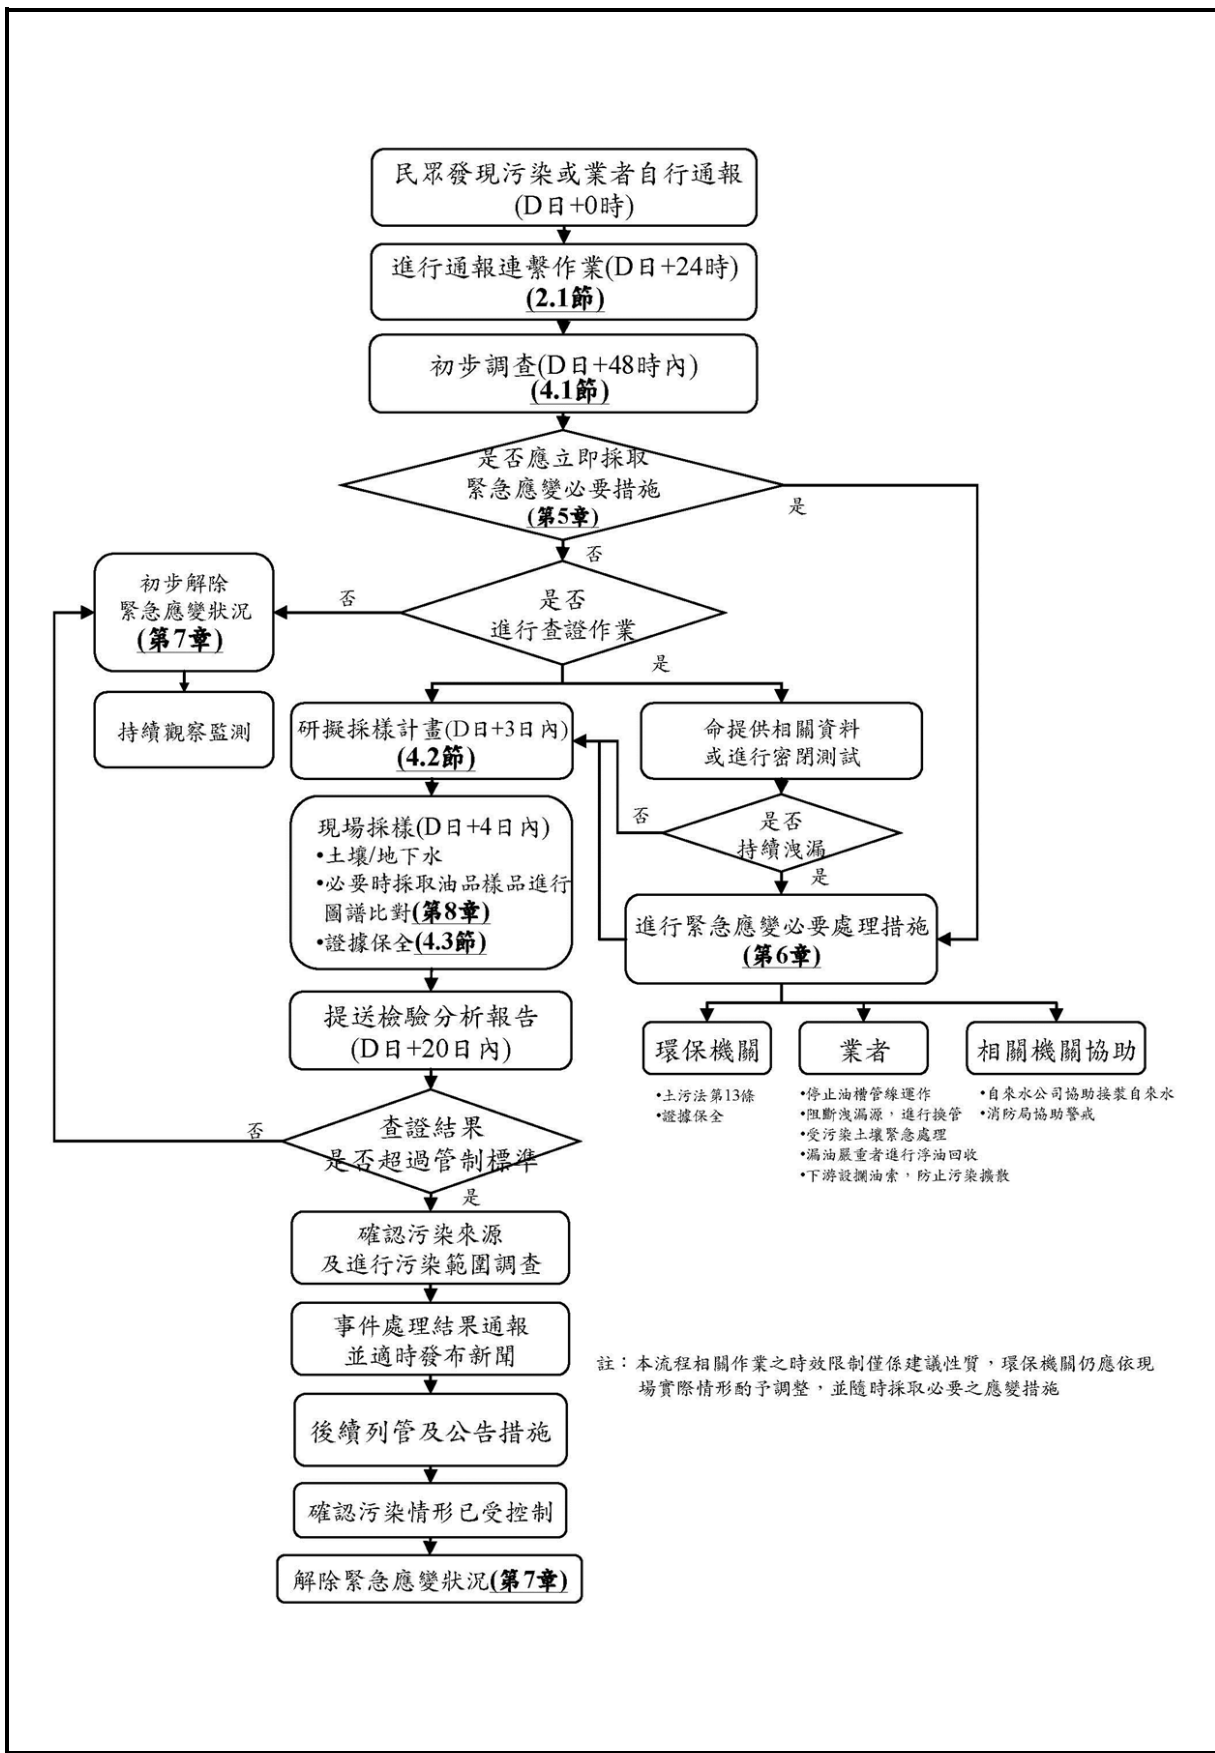 民眾發現污染或業者自行通報
(D日+0時)
進行通報連繫作業(D日+24時)
(2.1節)
初步調查(D日+48時內)
(4.1節)
是否應立即採取
緊急應變必要措施
(第5章)
是
否
初步解除
緊急應變狀況
(第7章)
否
是否
進行查證作業
是
持續觀察監測
研擬採樣計畫(D日+3日內)
(4.2節)
命提供相關資料
或進行密閉測試
現場採樣(D日+4日內)
•土壤/地下水
•必要時採取油品樣品進行
圖譜比對(第8章)
•證據保全(4.3節)
否
是否
持續洩漏
是
進行緊急應變必要處理措施
(第6章)
提送檢驗分析報告
(D日+20日內)
環保機關
•土污法第13條
•證據保全
業者
•停止油槽管線運作
•阻斷洩漏源，進行換管
•受污染土壤緊急處理
•漏油嚴重者進行浮油回收
•下游設攔油索，防止污染擴散
相關機關協助
•自來水公司協助接裝自來水
•消防局協助警戒
否
查證結果
是否超過管制標準
是
確認污染來源
及進行污染範圍調查
事件處理結果通報
並適時發布新聞
註：本流程相關作業之時效限制僅係建議性質，環保機關仍應依現
場實際情形酌予調整，並隨時採取必要之應變措施
後續列管及公告措施
確認污染情形已受控制
解除緊急應變狀況(第7章)